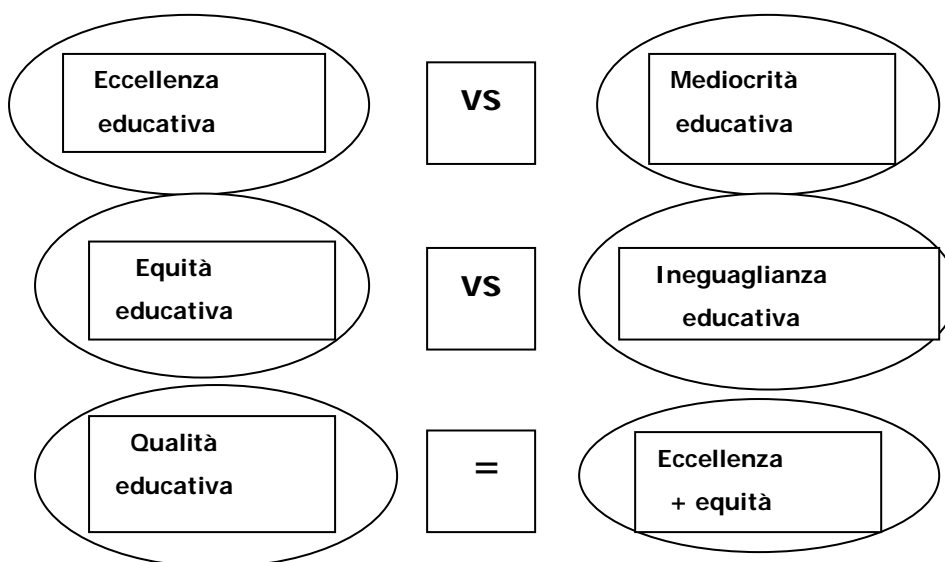 Eccellenza
educativa
vs
Mediocrità
educativa
Equità
educativa
vs
Ineguaglianza
educativa
Qualità
educativa
=
Eccellenza
+ equità